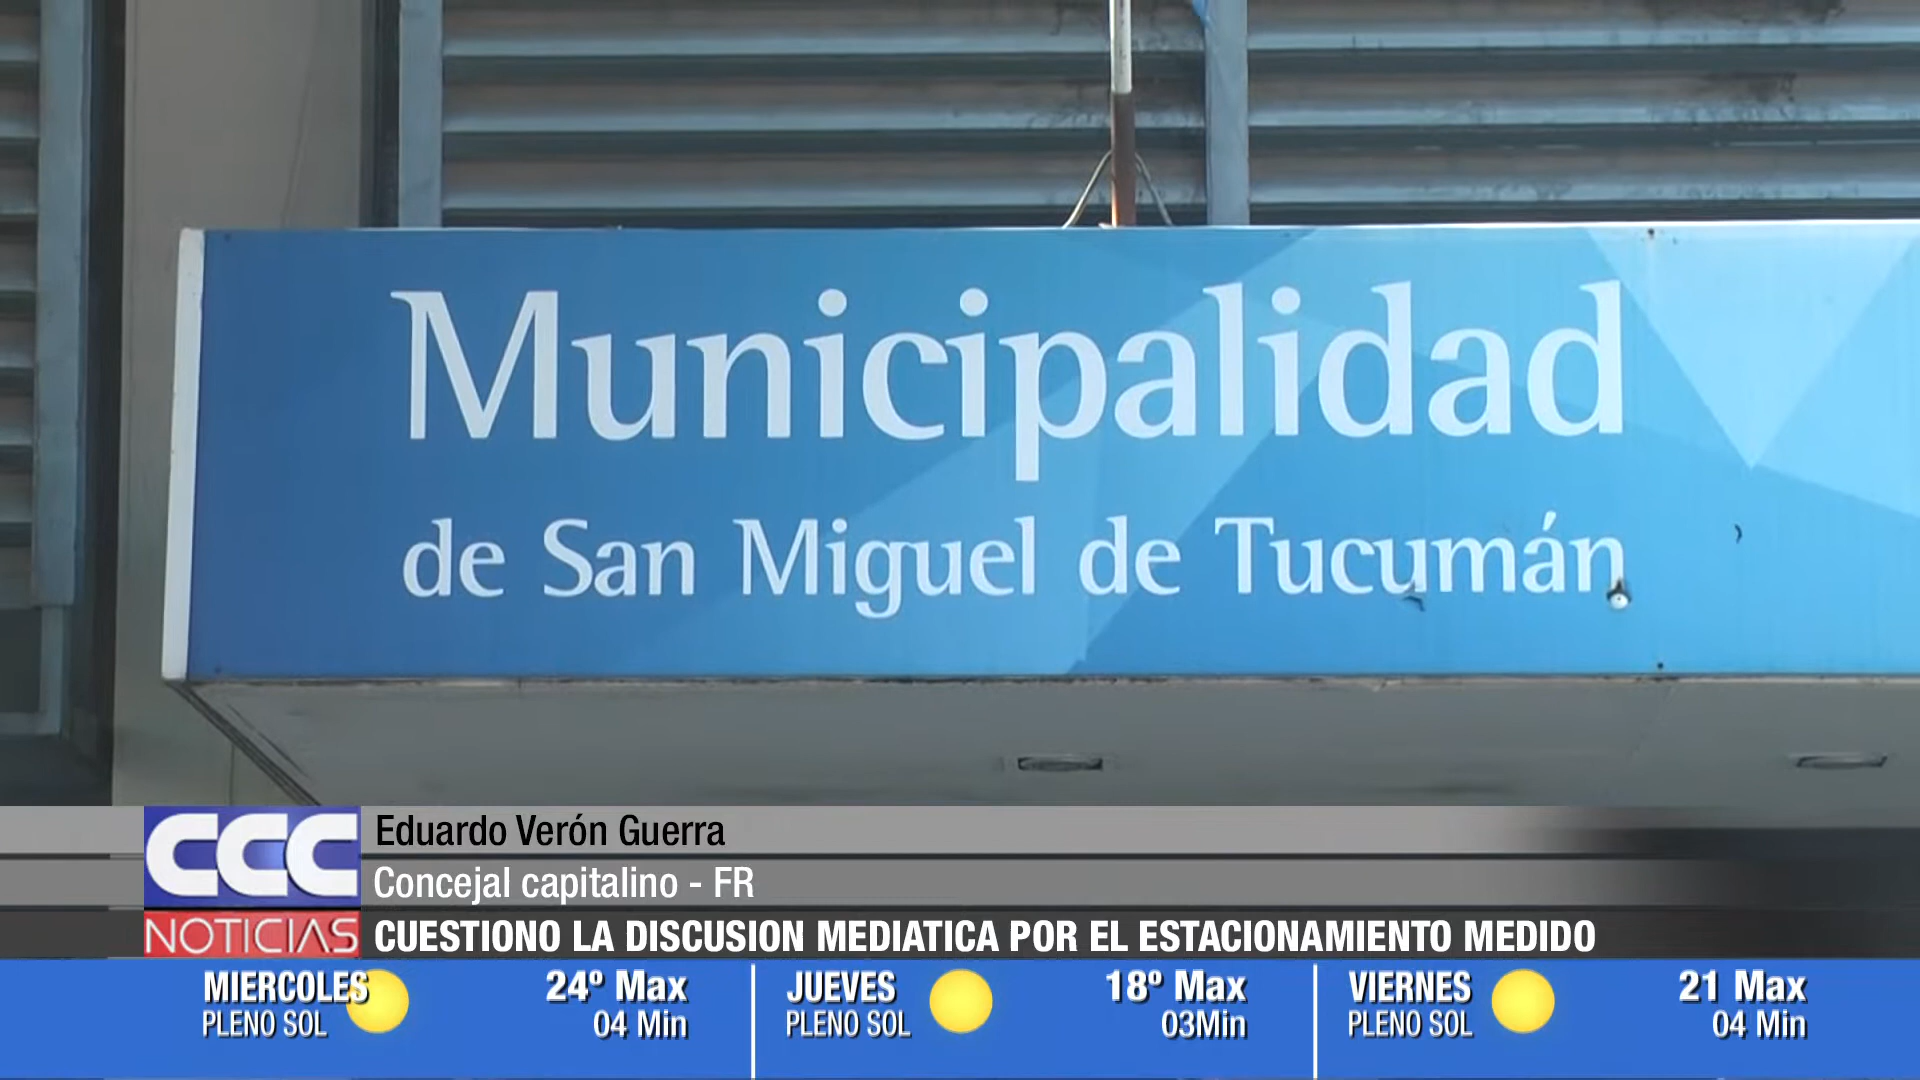 Municipalidad
de San Miguel de Tucumán
CCC
NOTICIAS
Eduardo Verón Guerra
Concejal capitalino - FR
CUESTIONO LA DISCUSION MEDIATICA POR EL ESTACIONAMIENTO MEDIDO
MIERCOLES 24º Max
PLENO SOL 04 Min
JUEVES 18º Max
PLENO SOL 03Min
VIERNES 21 Max
PLENO SOL 04 Min